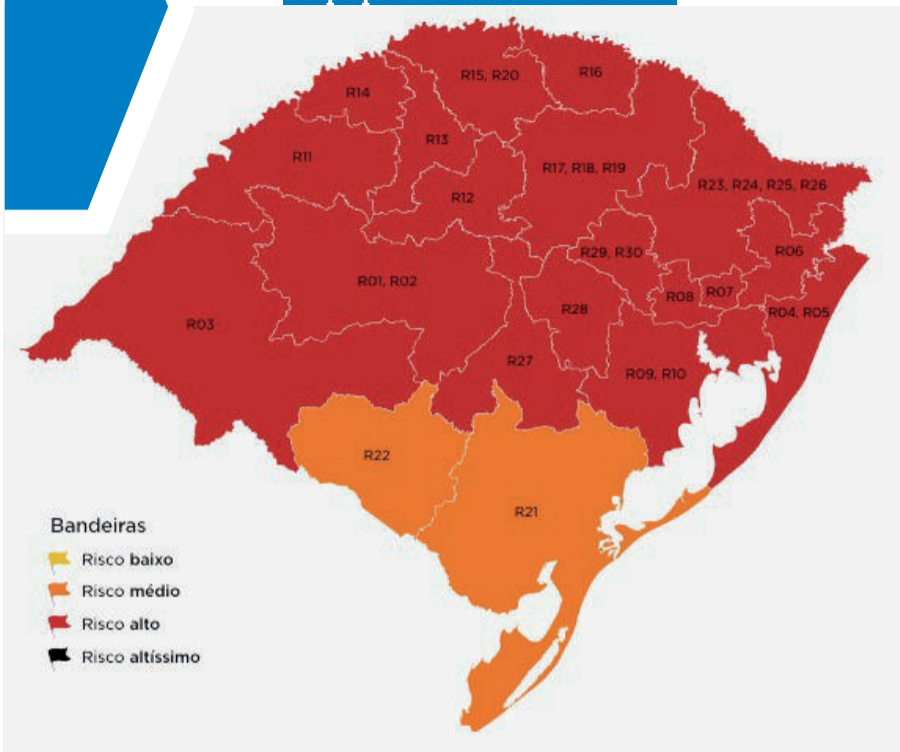 R15, R20
R16
R14
R13
R11
R17, R18, R19
R23, R24, R25, R26
R12
R29, R30
R06
R01, R02
R08
R07
R28
R04, R05
R03
R27
R09, R10
R22
R21
Bandeiras
Risco baixo
Risco médio
Risco alto
Risco altíssimo